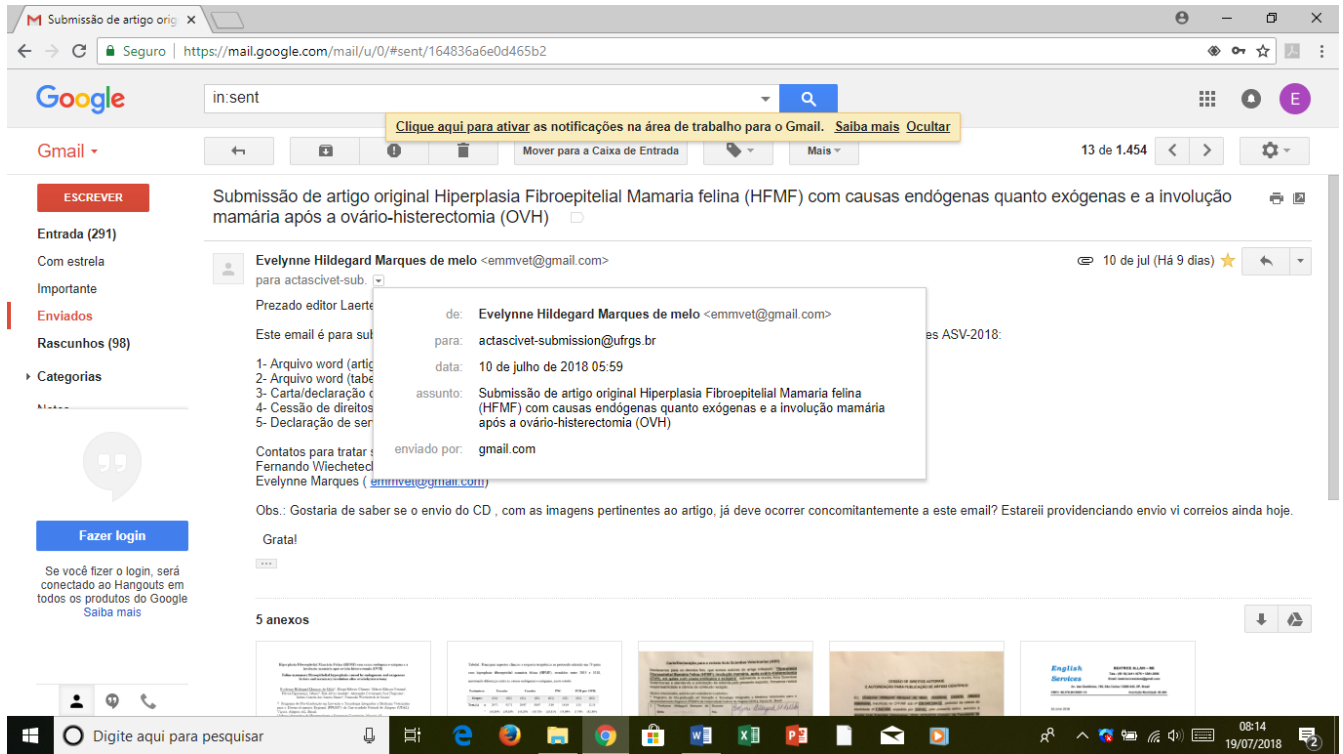 Submissão de artigo orig
Seguro | https://mail.google.com/mail/u/0/#sent/164836a6e0d465b2
Google
in:sent
E
Clique aqui para ativar as notificações na área de trabalho para o Gmail. Saiba mais Ocultar
Gmail
Mover para a Caixa de Entrada
Mais
13 de 1.454
ESCREVER
Entrada (291)
Com estrela
Importante
Enviados
Rascunhos (98)
Categorias
Submissão de artigo original Hiperplasia Fibroepitelial Mamaria felina (HFMF) com causas endógenas quanto exógenas e a involução
mamária após a ovário-histerectomia (OVH)
Evelynne Hildegard Marques de melo <emmvet@gmail.com>
10 de jul (Há 9 dias)
para actascivet-sub.
Prezado editor Laerte
Este email é para sub
es ASV-2018:
1- Arquivo word (artig
2- Arquivo word (tabe
3- Carta/declaração d
4- Cessão de direitos
5- Declaração de ser
Contatos para tratar s
Fernando Wiechetec
Evelynne Marques ( emmvet@gmail.com)
de: Evelynne Hildegard Marques de melo <emmvet@gmail.com>
para: actascivet-submission@ufrgs.br
data: 10 de julho de 2018 05:59
assunto: Submissão de artigo original Hiperplasia Fibroepitelial Mamaria felina
(HFMF) com causas endógenas quanto exógenas e a involução mamária
após a ovário-histerectomia (OVH)
enviado por: gmail.com
Obs.: Gostaria de saber se o envio do CD , com as imagens pertinentes ao artigo, já deve ocorrer concomitantemente a este email? Estareii providenciando envio vi correios ainda hoje.
Grata!
5 anexos
Fazer login
Se você fizer o login, será
conectado ao Hangouts em
todos os produtos do Google
Saiba mais
English
Services
Digite aqui para pesquisar
08:14
19/07/2018